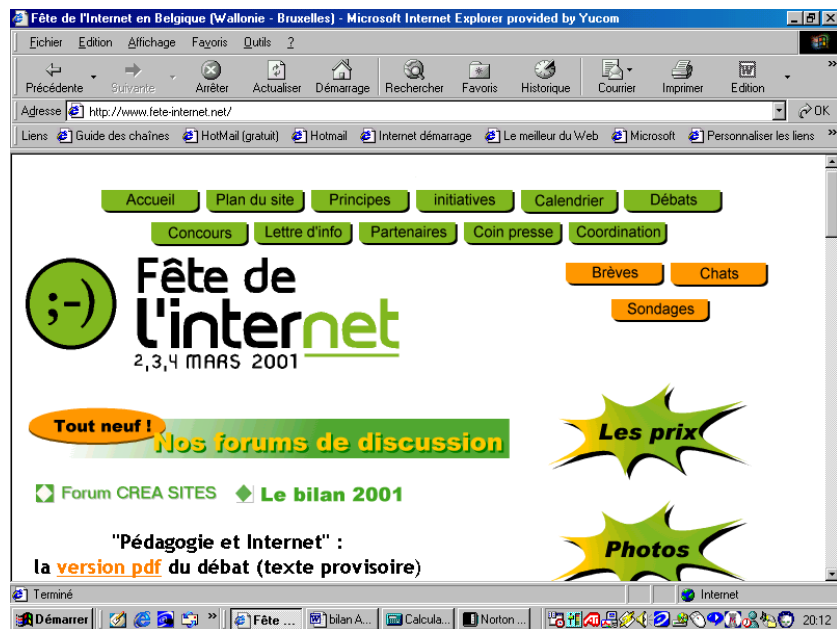 Fête de l'Internet en Belgique (Wallonie - Bruxelles) - Microsoft Internet Explorer provided by Yucom
Fichier Edition Affichage Favoris Outils ?
Précédente Suivante Arrêter Actualiser Démarrage Rechercher Favoris Historique Courrier Imprimer Edition »
Adresse http://www.fete-internet.net/ OK
Liens Guide des chaînes HotMail (gratuit) Hotmail Internet démarrage Le meilleur du Web Microsoft Personnaliser les liens »
Accueil Plan du site Principes initiatives Calendrier Débats
Concours Lettre d'info Partenaires Coin presse Coordination
Brèves Chats
Sondages
;-)
Fête de
l'internet
2,3,4 MARS 2001
Tout neuf !
Nos forums de discussion
Les prix
Forum CREA SITES Le bilan 2001
"Pédagogie et Internet" :
la version pdf du débat (texte provisoire)
Photos
Terminé Internet
Démarrer » Fête ... bilan A... Calcula... Norton ... 20:12